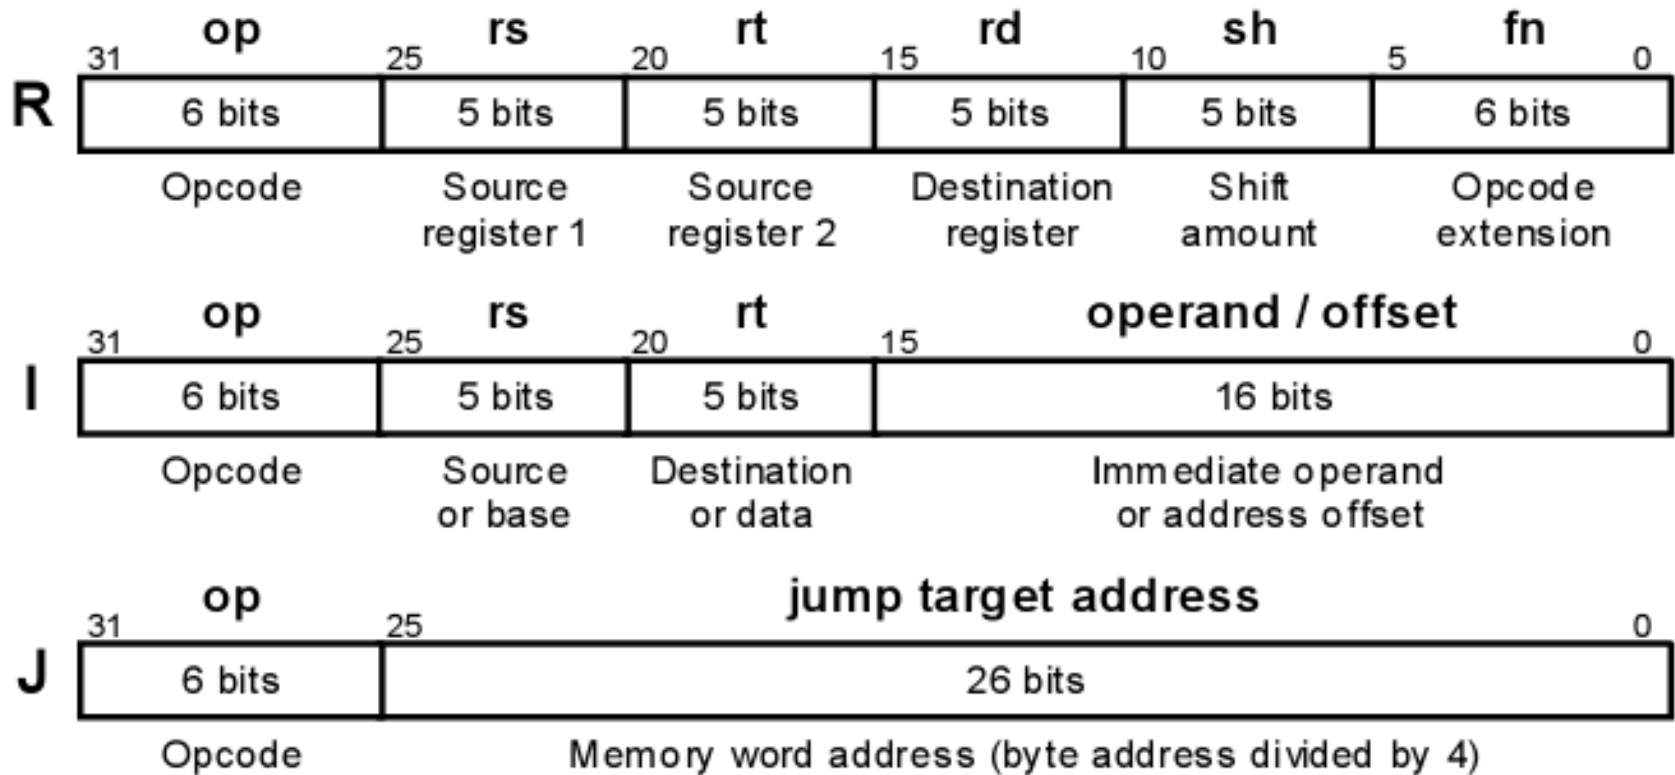 op rs rt rd sh fn
31 25 20 15 10 5 0
R 6 bits 5 bits 5 bits 5 bits 5 bits 6 bits
Opcode Source Source Destination Shift Opcode
register 1 register 2 register amount extension
op rs rt operand / offset
31 25 20 15 0
I 6 bits 5 bits 5 bits 16 bits
Opcode Source Destination Immediate operand
or base or data or address offset
op jump target address
31 25 0
J 6 bits 26 bits
Opcode Memory word address (byte address divided by 4)